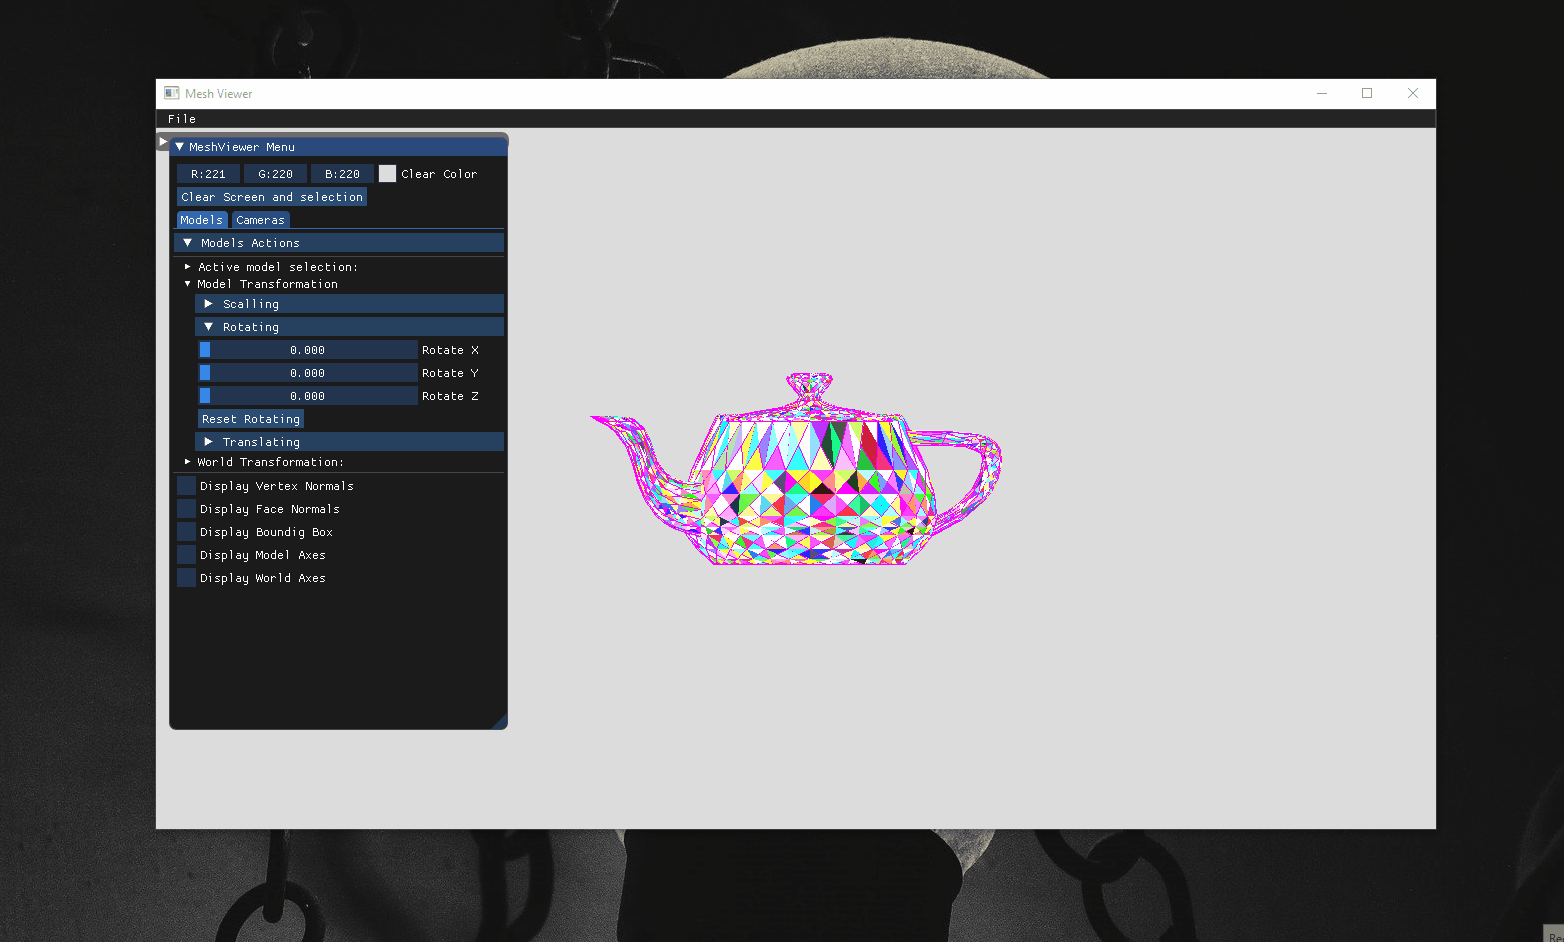 Mesh Viewer
File
MeshViewer Menu
R:221 G:220 B:220 Clear Color
Clear Screen and selection
Models Cameras
Models Actions
Active model selection:
Model Transformation
Scalling
Rotating
0.000 Rotate X
0.000 Rotate Y
0.000 Rotate Z
Reset Rotating
Translating
World Transformation:
Display Vertex Normals
Display Face Normals
Display Boundig Box
Display Model Axes
Display World Axes